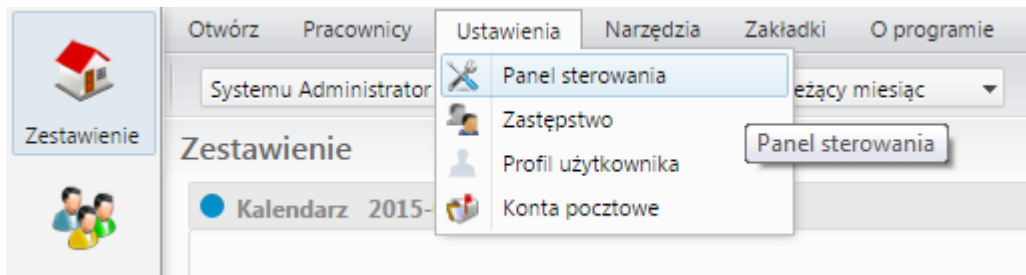 Otwórz Pracownicy Ustawienia Narzędzia Zakładki O programie
Systemu Administrator
miesiąc
Panel sterowania
Zastępstwo
Profil użytkownika
Konta pocztowe
Panel sterowania
Zestawienie
Zestawienie
Kalendarz 2015-